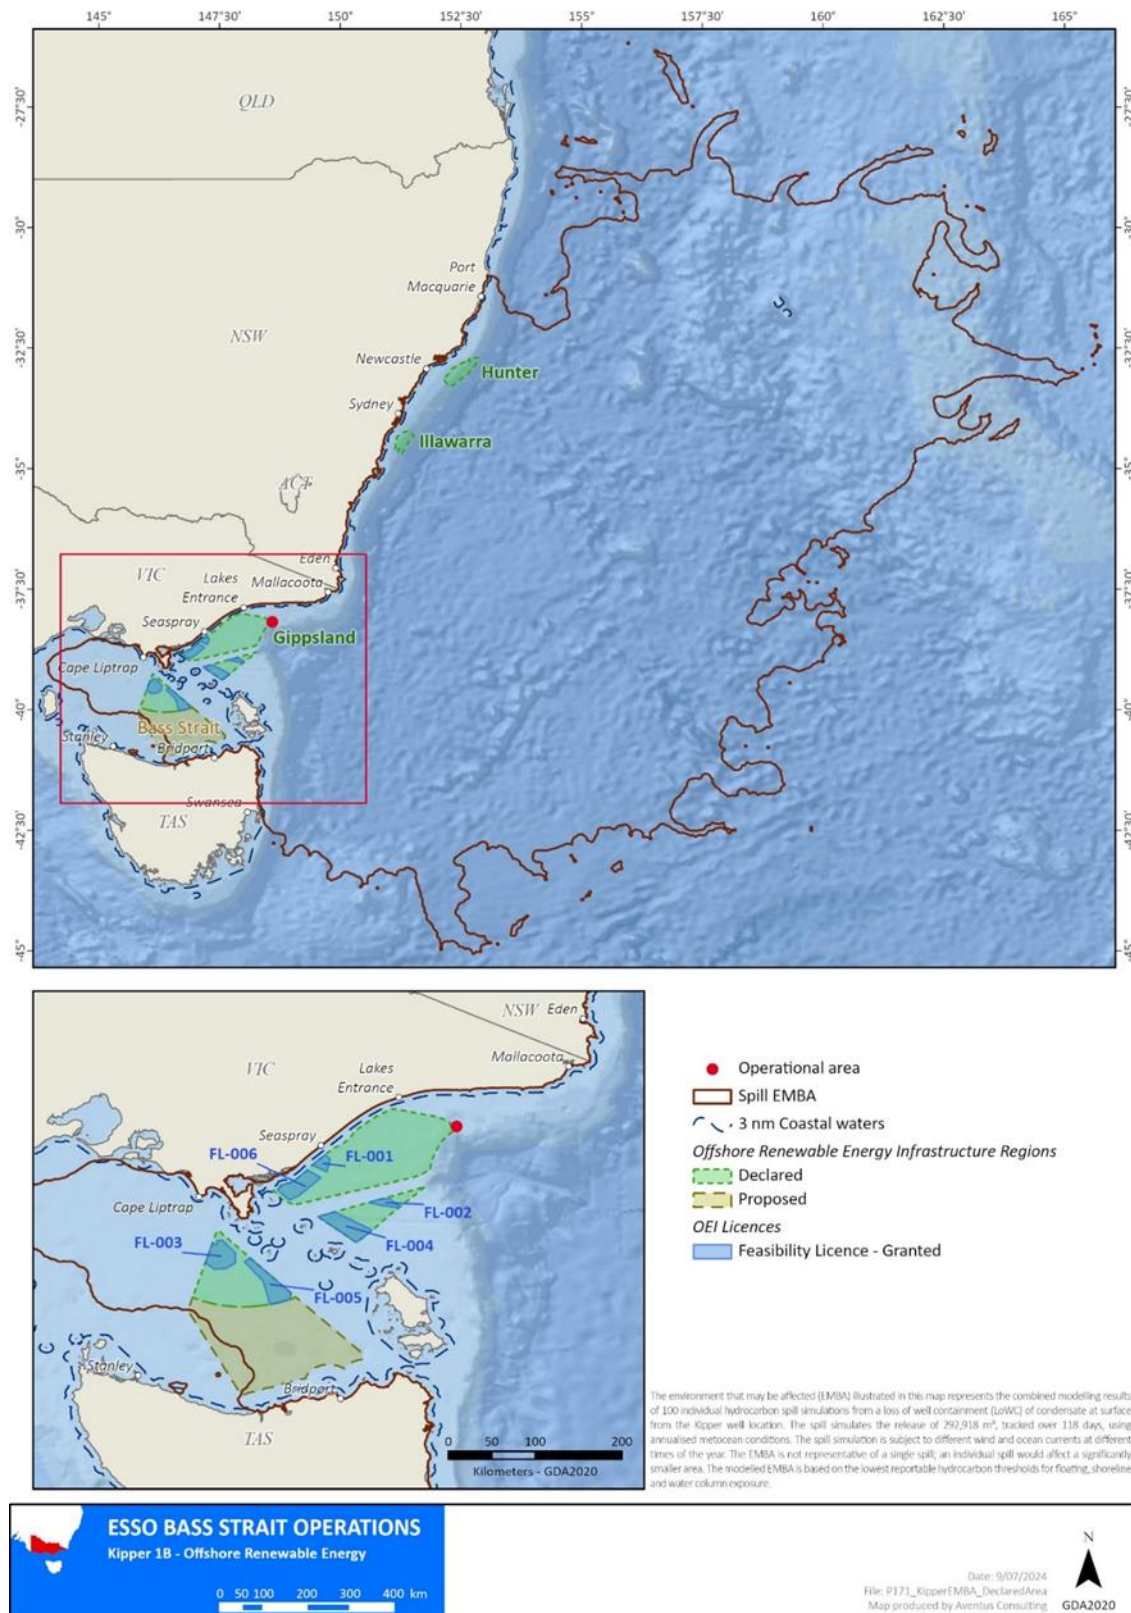 145° 147°30' 150° 152°30' 155° 157°30' 160° 162°30' 165°
-27°30' -27°30'
-30° -30°
-32°30' -32°30'
-35° -35°
-37°30' -37°30'
-40° -40°
-42°30' -42°30'
-45° -45°
QLD
Port
Macquarie
NSW
Newcastle
Hunter
Sydney
Illawarra
ACT
Eden
VIC
Lakes
Entrance
Mallacoota
Seaspray
Gippsland
Cape Liptrap
Bass Strait
Stanley
Bridport
Swansea
TAS
NSW
Eden
Mallacoota
VIC
Lakes
Entrance
Seaspray
FL-006
FL-001
Cape Liptrap
FL-002
FL-003
FL-004
FL-005
Stanley
Bridport
TAS
0 50 100 200
Kilometers - GDA2020
Operational area
Spill EMBA
3 nm Coastal waters
Offshore Renewable Energy Infrastructure Regions
Declared
Proposed
OEI Licences
Feasibility Licence - Granted
The environment that may be affected (EMBA) illustrated in this map represents the combined modelling results
of 100 individual hydrocarbon spill simulations from a loss of well containment (LoWC) of condensate at surface
from the Kipper well location. The spill simulates the release of 292,918 m³, tracked over 118 days, using
annualised metocean conditions. The spill simulation is subject to different wind and ocean currents at different
times of the year. The EMBA is not representative of a single spill; an individual spill would affect a significantly
smaller area. The modelled EMBA is based on the lowest reportable hydrocarbon thresholds for floating, shoreline
and water column exposure.
ESSO BASS STRAIT OPERATIONS
Kipper 1B - Offshore Renewable Energy
0 50 100 200 300 400 km
N
Date: 9/07/2024
File: P171_KipperEMBA_DeclaredArea
Map produced by Aventus Consulting
GDA2020